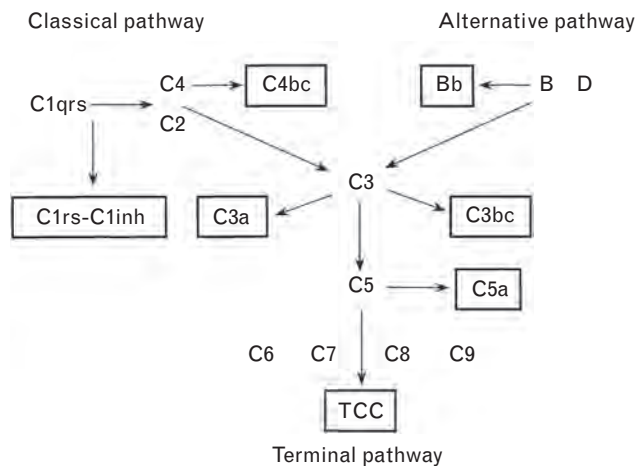 Classical pathway Alternative pathway
C4 C4bc Bb B D
C1qrs
C2
C3
C1rs-C1inh C3a C3bc
C5 C5a
C6 C7 C8 C9
TCC
Terminal pathway